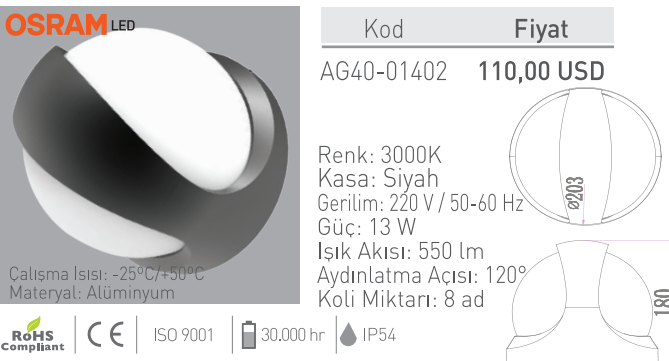 OSRAM LED
Kod Fiyat
AG40-01402 110,00 USD
Renk: 3000K
Kasa: Siyah
Gerilim: 220 V / 50-60 Hz
Güç: 13 W
Işık Akısı: 550 lm
Aydınlatma Açısı: 120°
Koli Miktarı: 8 ad
ø203
180
Çalışma Isısı: -25°C/+50°C
Materyal: Alüminyum
RoHS
Compliant
CE
ISO 9001
30.000 hr
IP54